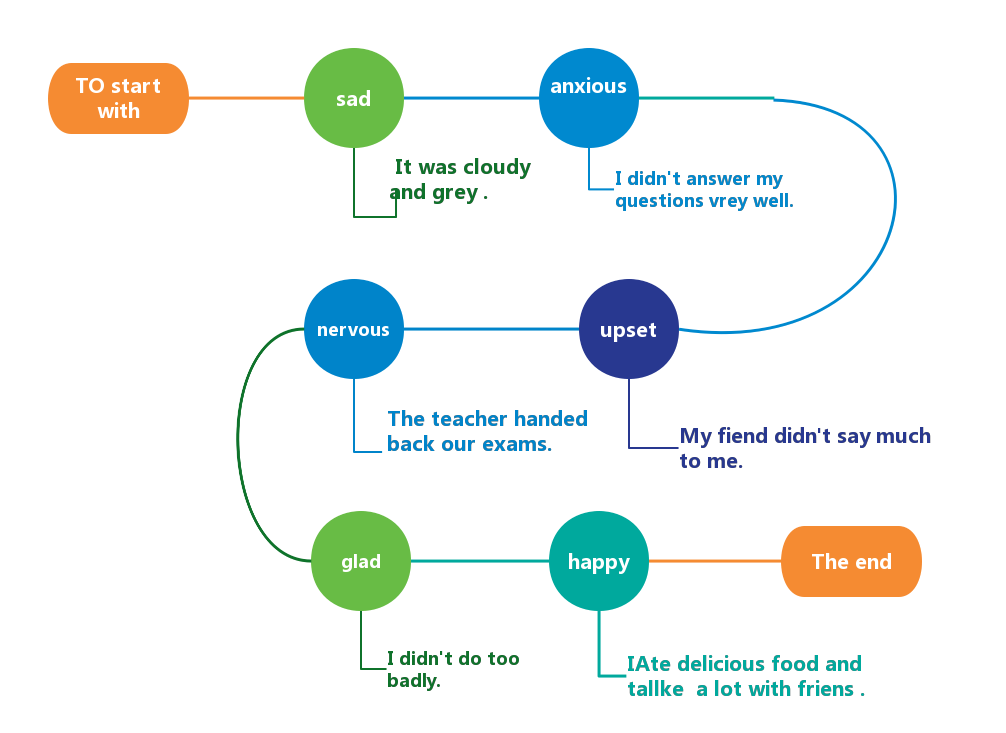 TO start
with
sad
anxious
It was cloudy
and grey .
I didn't answer my
questions vrey well.
upset
My fiend didn't say much
to me.
nervous
The teacher handed
back our exams.
glad
I didn't do too
badly.
happy
IAte delicious food and
tallke a lot with friens .
The end